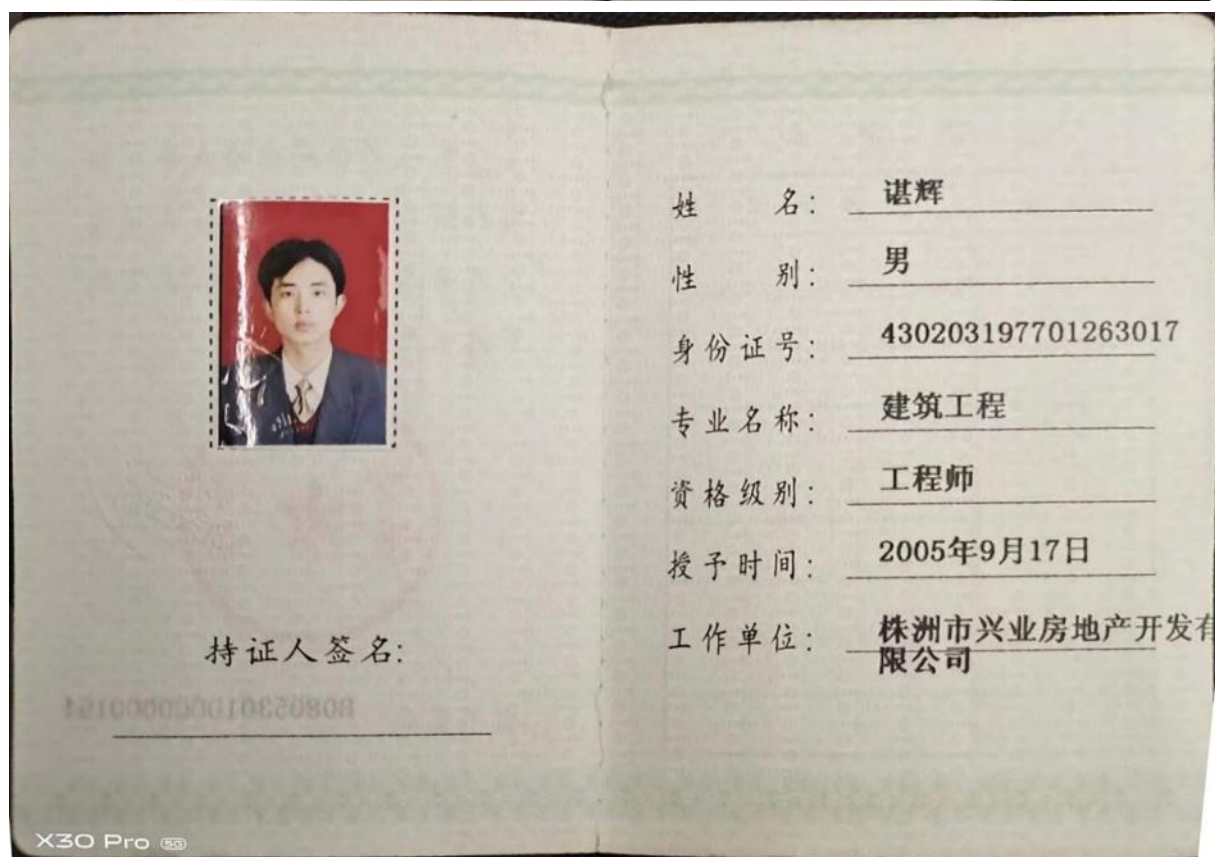 持证人签名:
姓 名: 谌辉
性 别: 男
身份证号: 430203197701263017
专业名称: 建筑工程
资格级别: 工程师
授予时间: 2005年9月17日
工作单位: 株洲市兴业房地产开发有
限公司
X30 Pro 5G